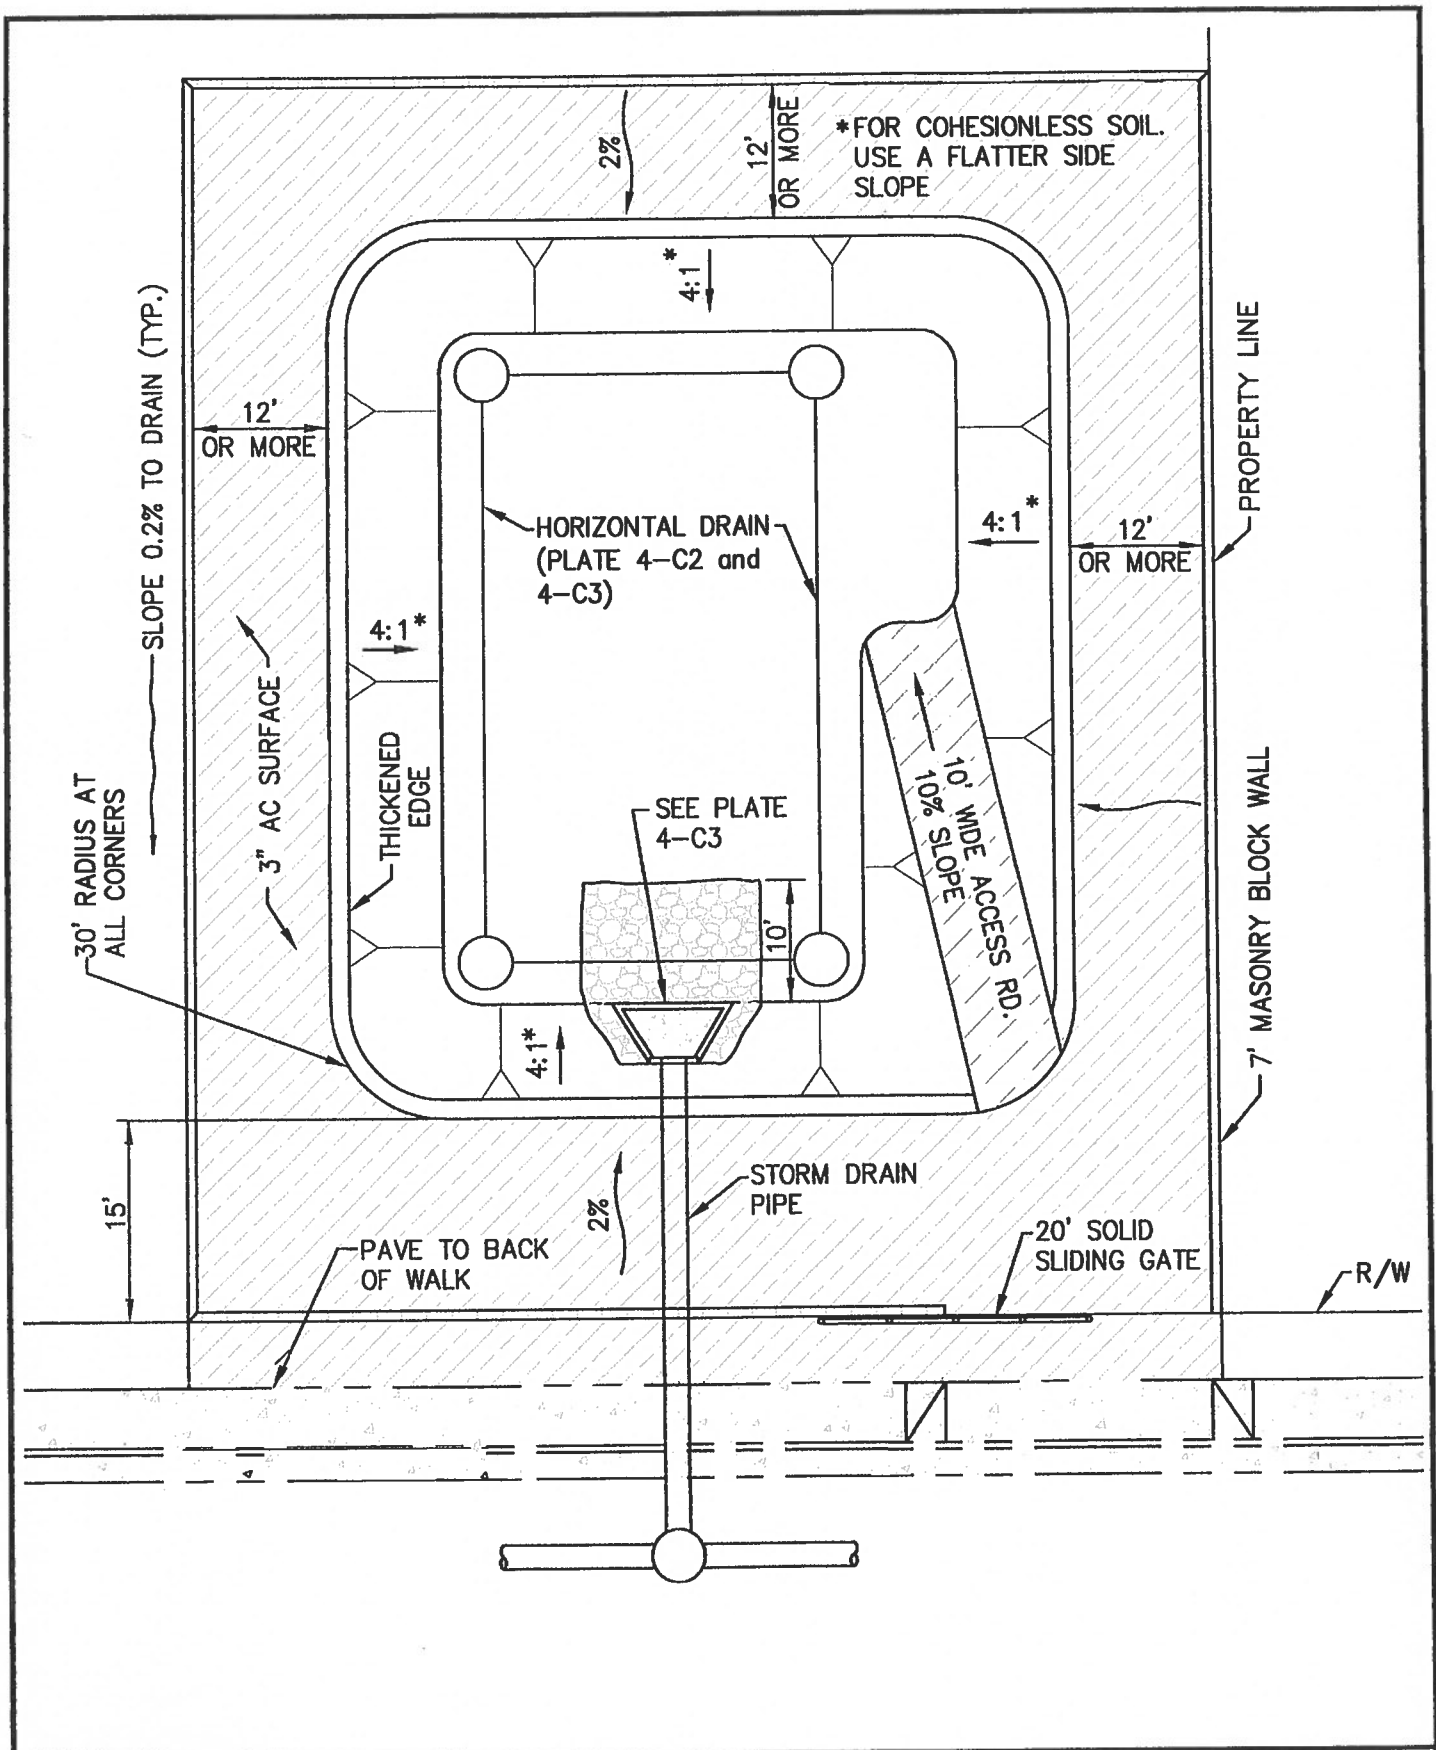 *FOR COHESIONLESS SOIL.
USE A FLATTER SIDE
SLOPE
2%
12'
OR MORE
4:1*
SLOPE 0.2% TO DRAIN (TYP.)
12'
OR MORE
PROPERTY LINE
HORIZONTAL DRAIN
(PLATE 4-C2 and
4-C3)
4:1*
12'
OR MORE
4:1*
3" AC SURFACE
THICKENED
EDGE
30' RADIUS AT
ALL CORNERS
SEE PLATE
4-C3
10'
10' WIDE ACCESS RD.
10% SLOPE
7' MASONRY BLOCK WALL
4:1*
15'
2%
STORM DRAIN
PIPE
PAVE TO BACK
OF WALK
20' SOLID
SLIDING GATE
R/W